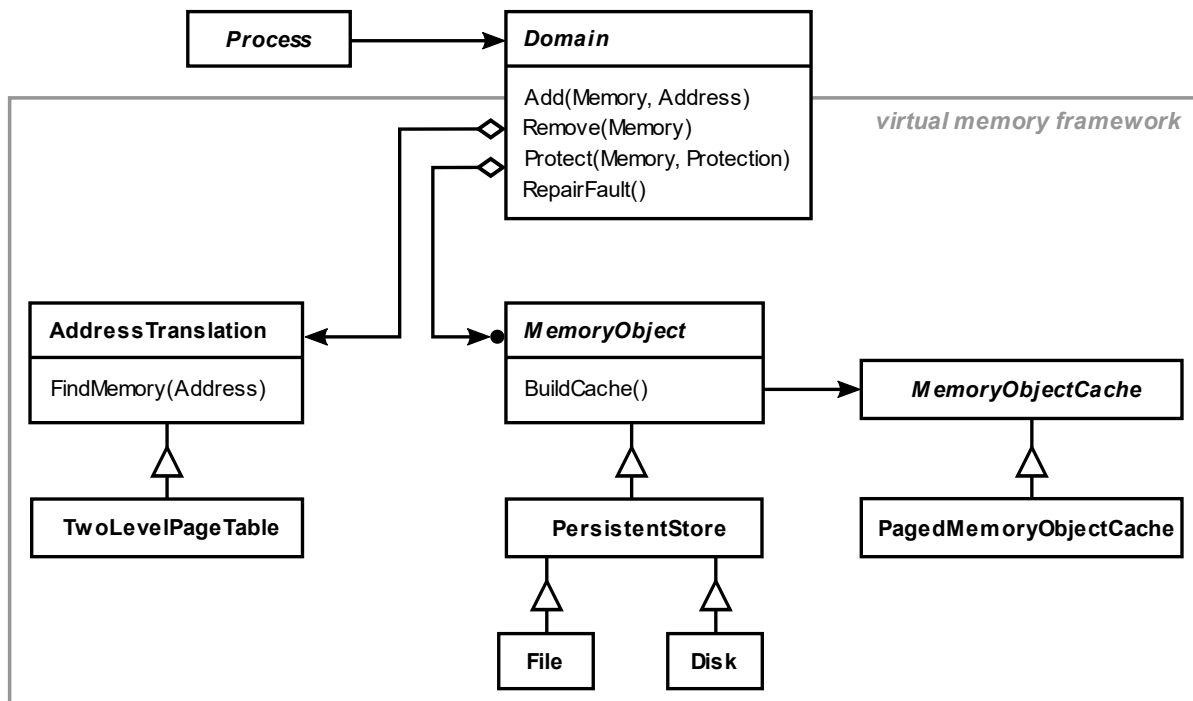 Process
Domain
Add(Memory, Address)
Remove(Memory)
Protect(Memory, Protection)
RepairFault()
virtual memory framework
AddressTranslation
FindMemory(Address)
MemoryObject
BuildCache()
MemoryObjectCache
TwoLevelPageTable
PersistentStore
PagedMemoryObjectCache
File
Disk